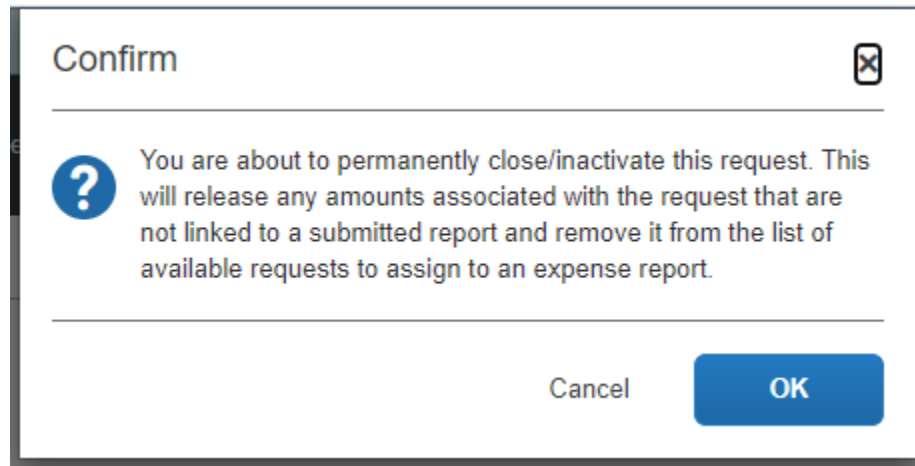 Confirm
You are about to permanently close/inactivate this request. This
will release any amounts associated with the request that are
not linked to a submitted report and remove it from the list of
available requests to assign to an expense report.
Cancel
OK